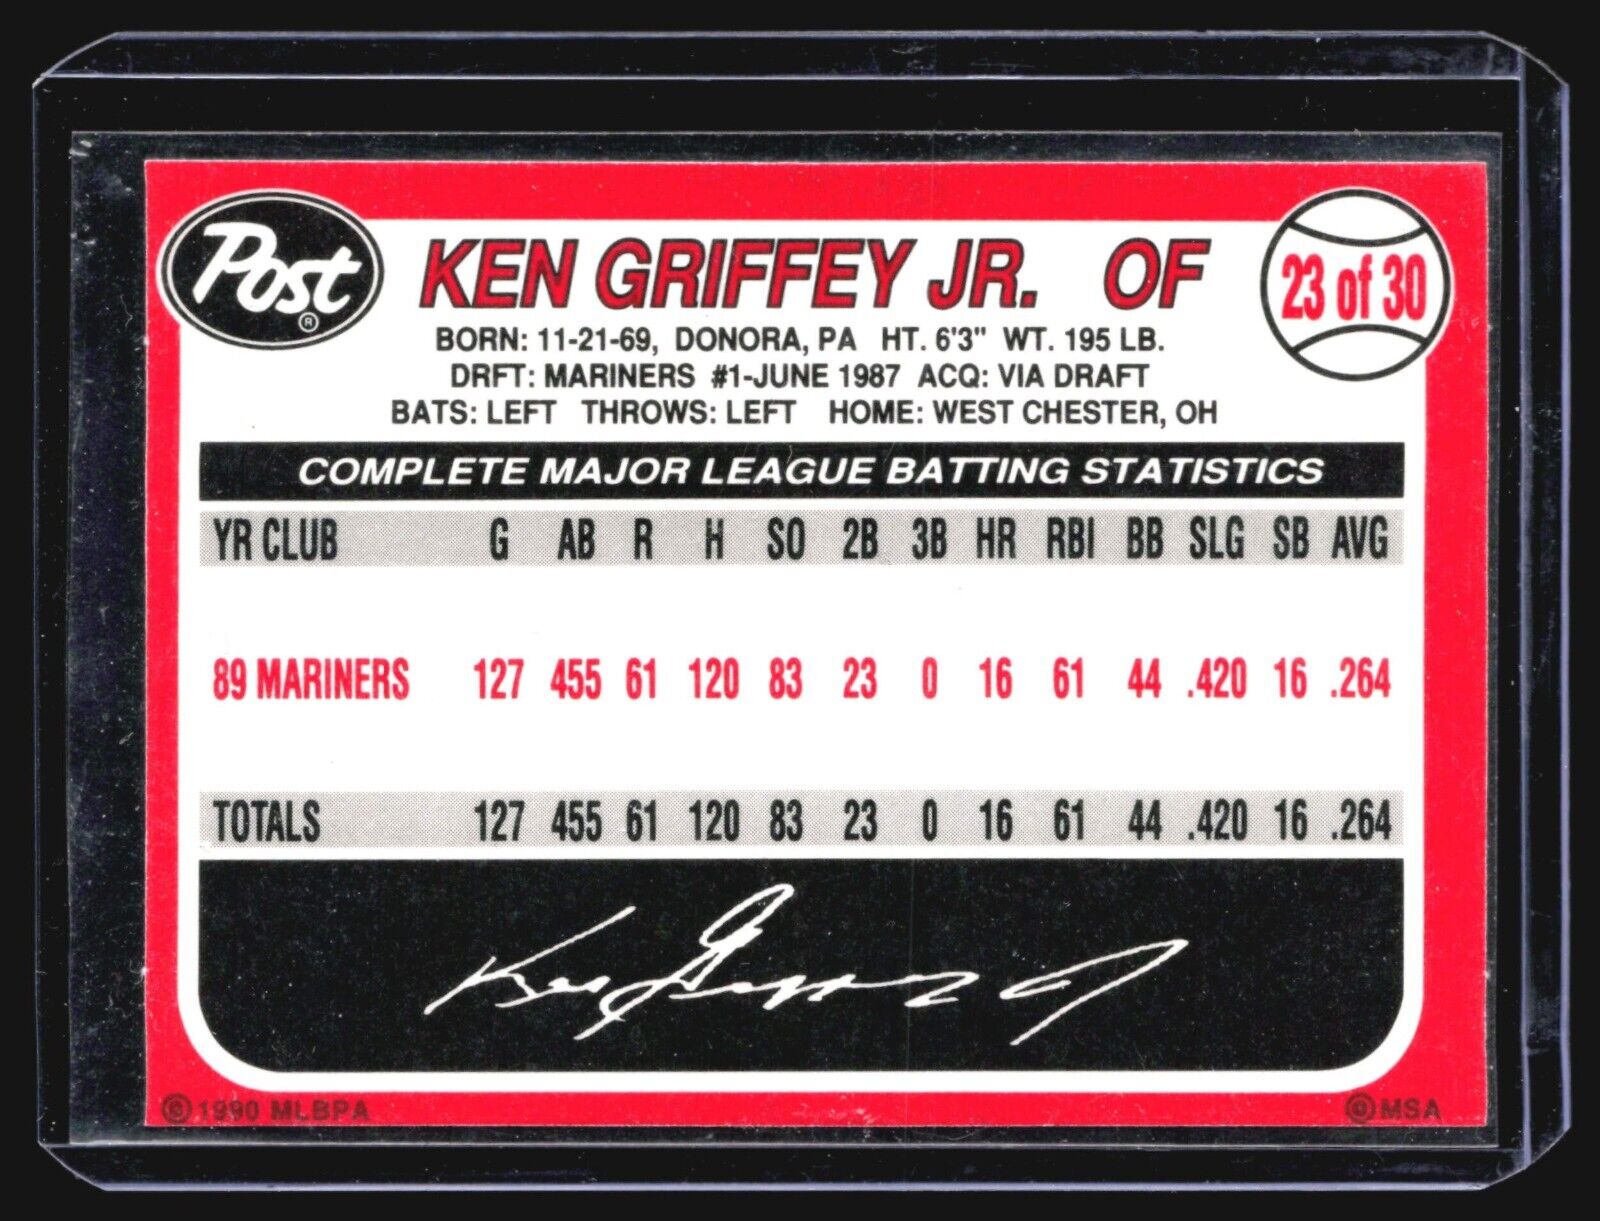 Post®
KEN GRIFFEY JR. OF
23 of 30
BORN: 11-21-69, DONORA, PA HT. 6'3" WT. 195 LB.
DRFT: MARINERS #1-JUNE 1987 ACQ: VIA DRAFT
BATS: LEFT THROWS: LEFT HOME: WEST CHESTER, OH
COMPLETE MAJOR LEAGUE BATTING STATISTICS
YR CLUB G AB R H SO 2B 3B HR RBI BB SLG SB AVG
89 MARINERS 127 455 61 120 83 23 0 16 61 44 .420 16 .264
TOTALS 127 455 61 120 83 23 0 16 61 44 .420 16 .264
Ken Griffey Jr
© 1990 MLBPA
© MSA